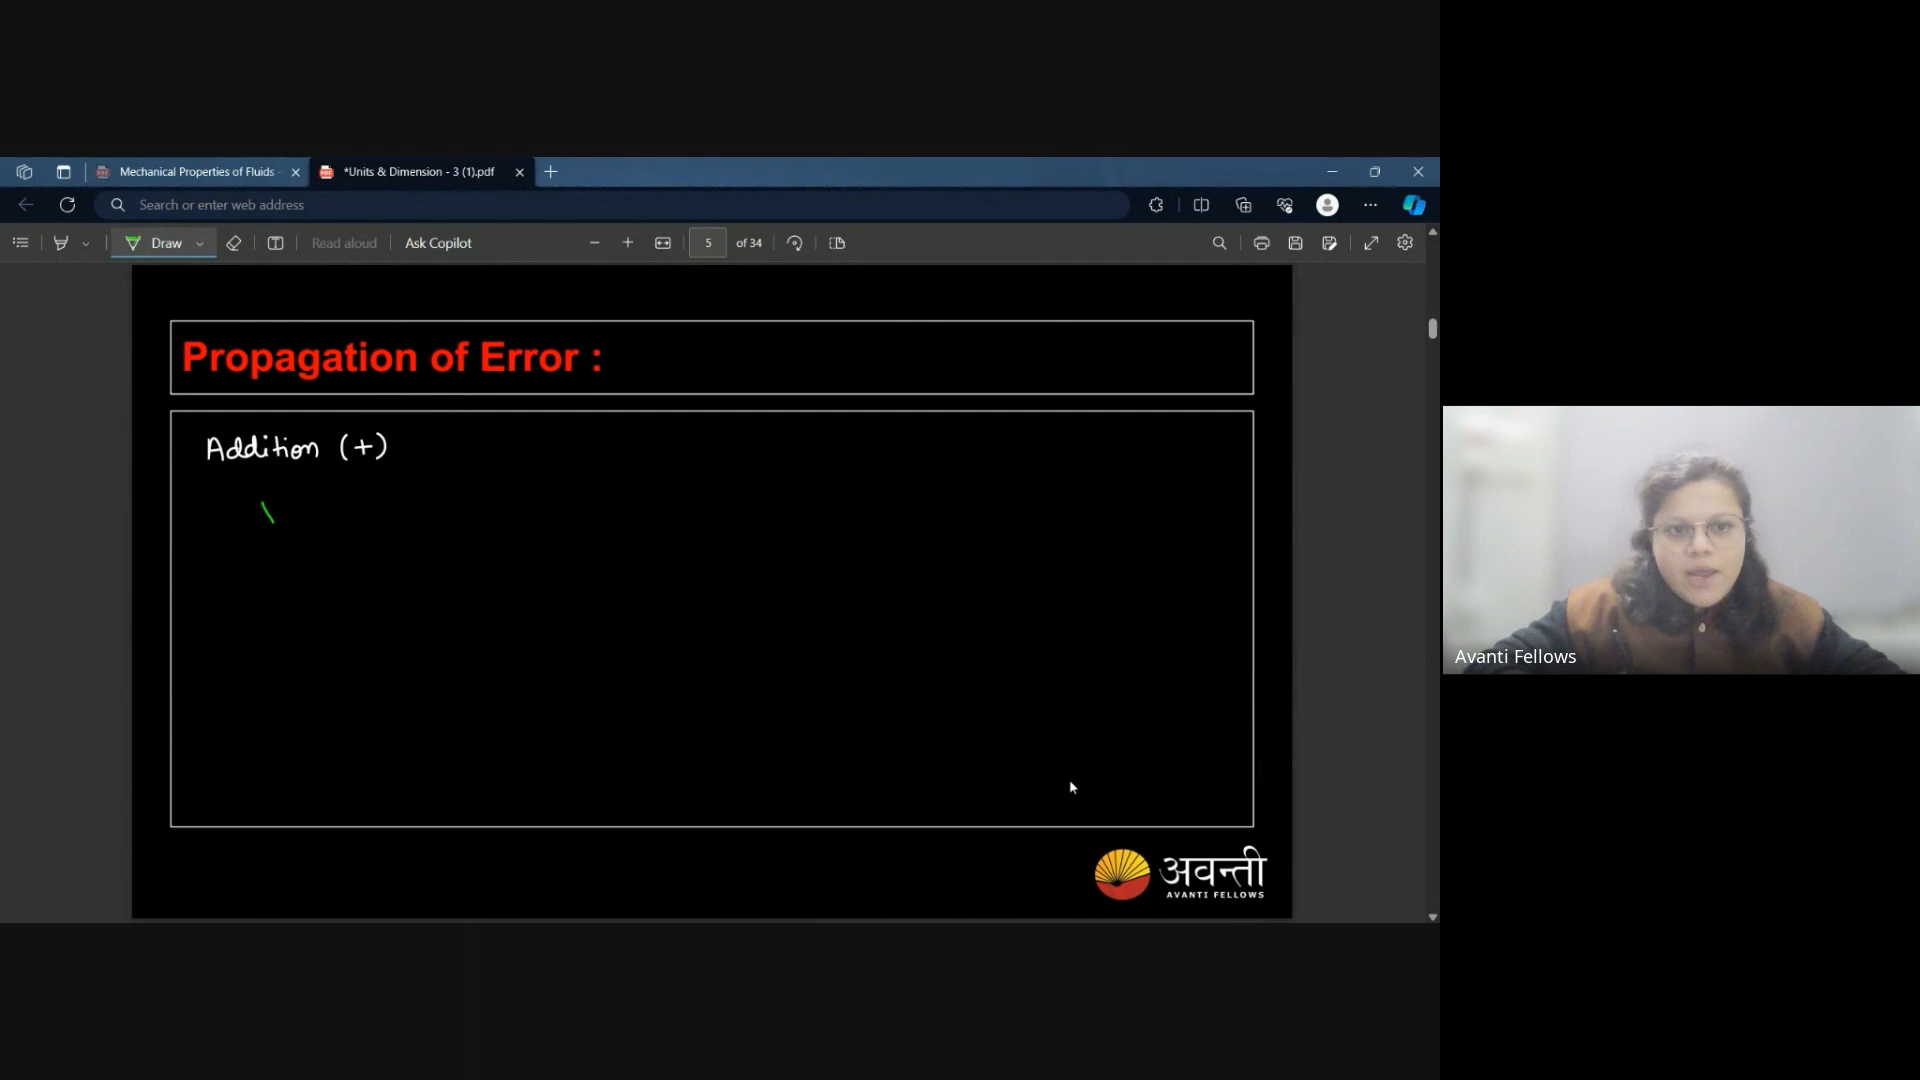 Mechanical Properties of Fluids -
*Units & Dimension - 3 (1).pdf
Search or enter web address
Draw
Read aloud
Ask Copilot
5
of 34
Propagation of Error :
Addition (+)
अवन्ती
AVANTI FELLOWS
Avanti Fellows